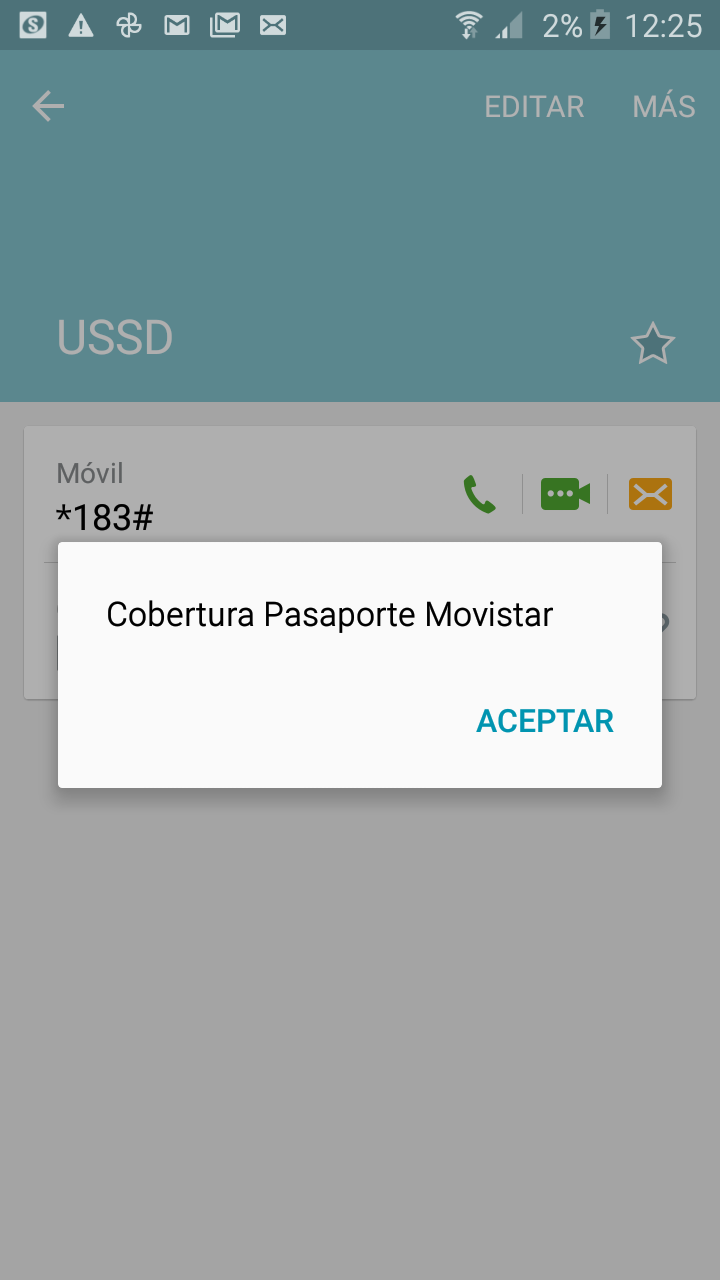 2% 12:25
EDITAR MÁS
USSD
Móvil
*183#
Cobertura Pasaporte Movistar
ACEPTAR